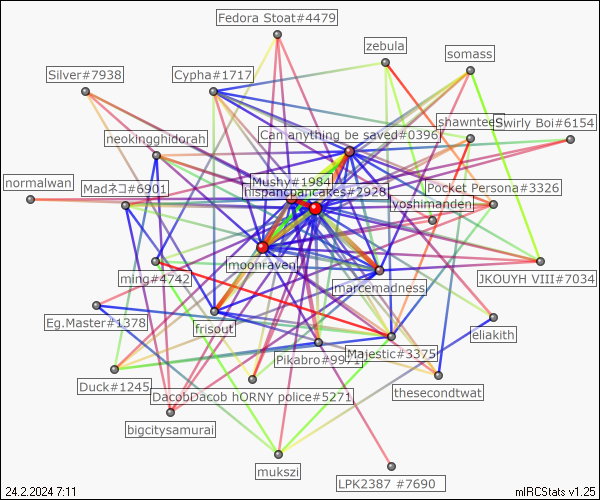 Fedora Stoat#4479
zebula
somass
Silver#7938
Cypha#1717
shawntees
Swirly Boi#6154
Can anything be saved#0396
neokingghidorah
normalwan
Madネコ#6901
Mushy#1984
hispanicpancakes#2928
Pocket Persona#3326
yoshimanden
moonraven
ming#4742
marcemadness
JKOUYH VIII#7034
Eg.Master#1378
frisout
eliakith
Pikabro#9971
Majestic#3375
Duck#1245
DacobDacob hORNY police#5271
thesecondtwat
bigcitysamurai
mukszi
LPK2387 #7690
24.2.2024 7:11
mIRCStats v1.25